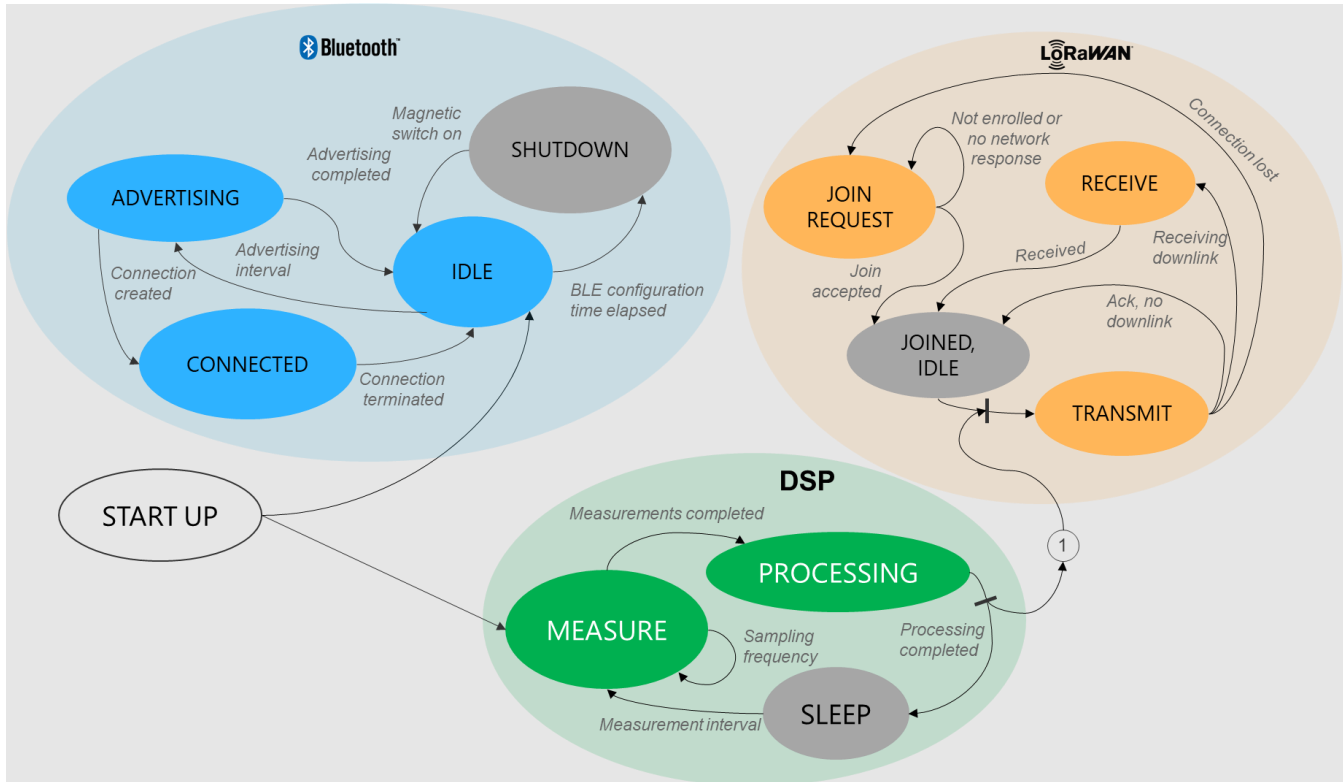 Bluetooth™
LoRaWAN
Magnetic
switch on
SHUTDOWN
Advertising
completed
ADVERTISING
Advertising
interval
IDLE
Connection
created
BLE configuration
time elapsed
CONNECTED
Connection
terminated
Not enrolled or
no network
response
Connection lost
JOIN
REQUEST
RECEIVE
Join
accepted
Received
Receiving
downlink
Ack, no
downlink
JOINED,
IDLE
TRANSMIT
START UP
DSP
Measurements completed
PROCESSING
1
MEASURE
Sampling
frequency
Processing
completed
Measurement interval
SLEEP